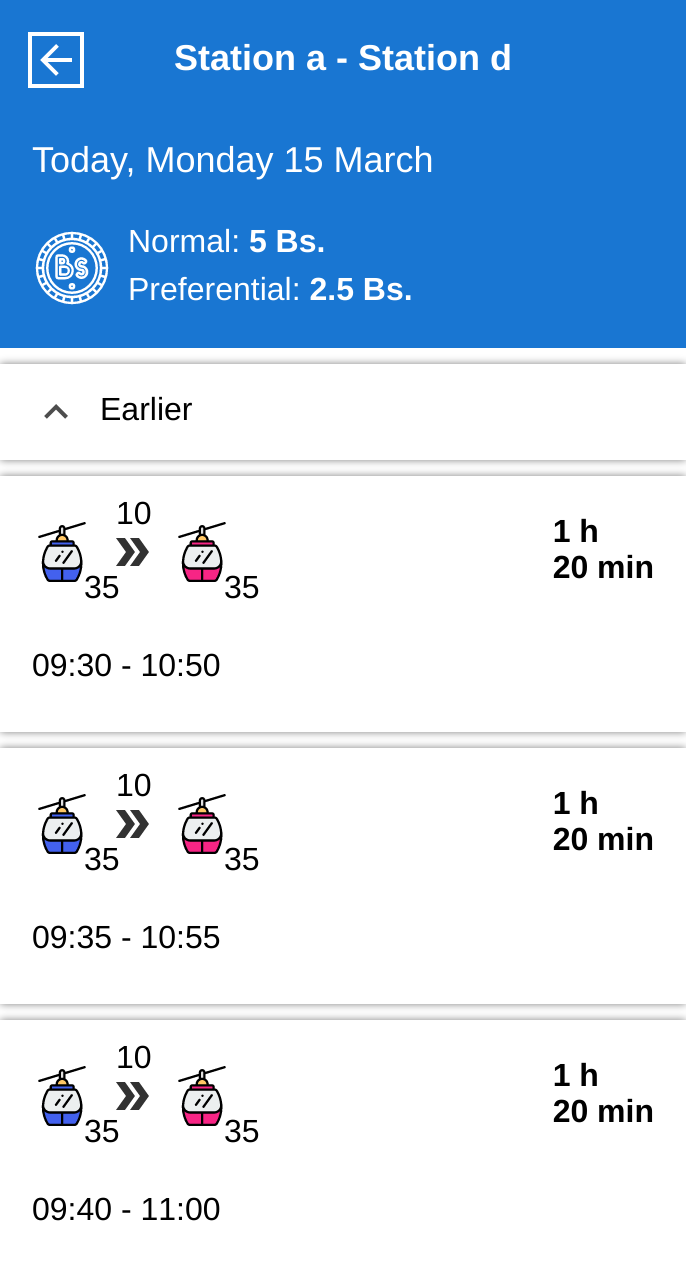 Station a - Station d
Today, Monday 15 March
Bs
Normal: 5 Bs.
Preferential: 2.5 Bs.
Earlier
10
35 35
1 h
20 min
09:30 - 10:50
10
35 35
1 h
20 min
09:35 - 10:55
10
35 35
1 h
20 min
09:40 - 11:00